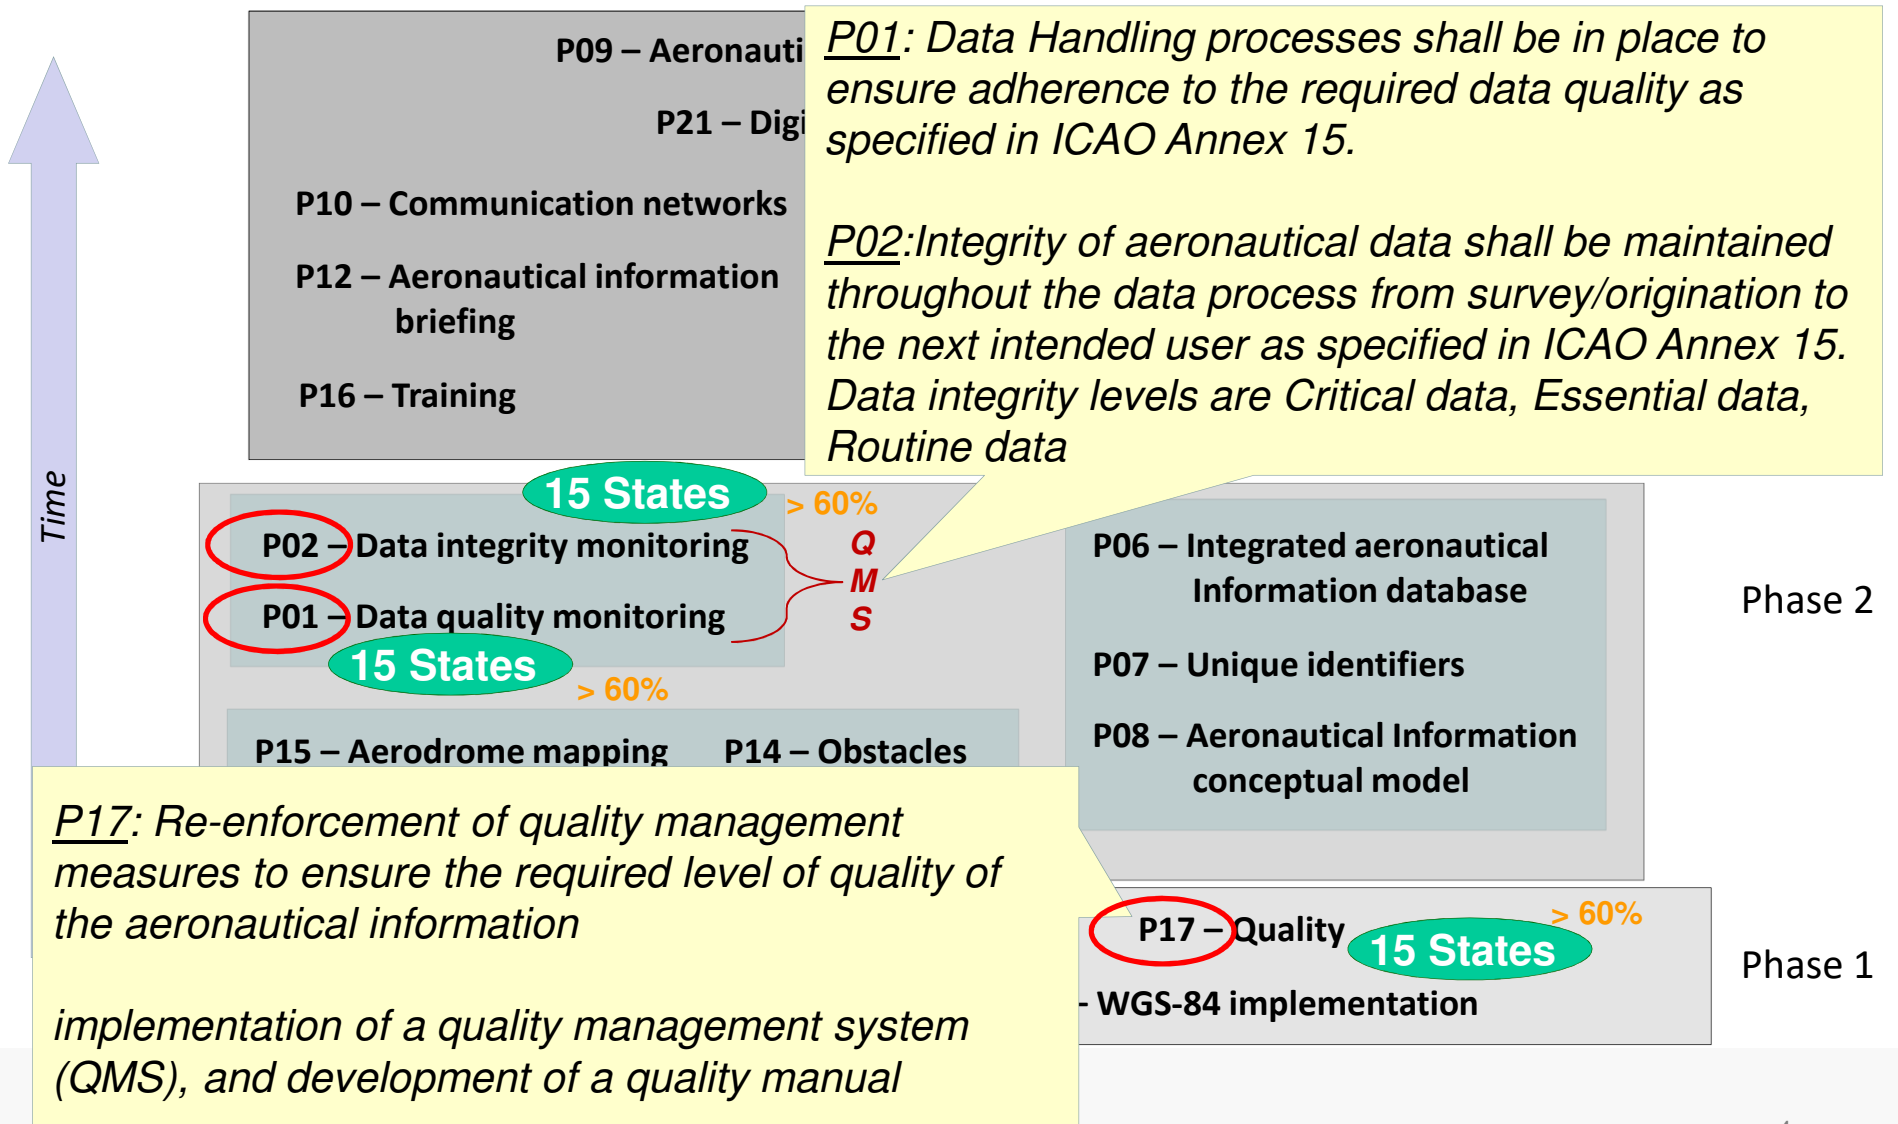 P09 – Aeronauti
P21 – Digi
P10 – Communication networks
P12 – Aeronautical information
briefing
P16 – Training
P01: Data Handling processes shall be in place to
ensure adherence to the required data quality as
specified in ICAO Annex 15.
P02:Integrity of aeronautical data shall be maintained
throughout the data process from survey/origination to
the next intended user as specified in ICAO Annex 15.
Data integrity levels are Critical data, Essential data,
Routine data
Time
15 States
> 60%
P02 – Data integrity monitoring
P01 – Data quality monitoring
Q
M
S
15 States
> 60%
P15 – Aerodrome mapping
P14 – Obstacles
P06 – Integrated aeronautical
Information database
P07 – Unique identifiers
P08 – Aeronautical Information
conceptual model
Phase 2
P17: Re-enforcement of quality management
measures to ensure the required level of quality of
the aeronautical information
implementation of a quality management system
(QMS), and development of a quality manual
P17 – Quality
15 States
> 60%
- WGS-84 implementation
Phase 1